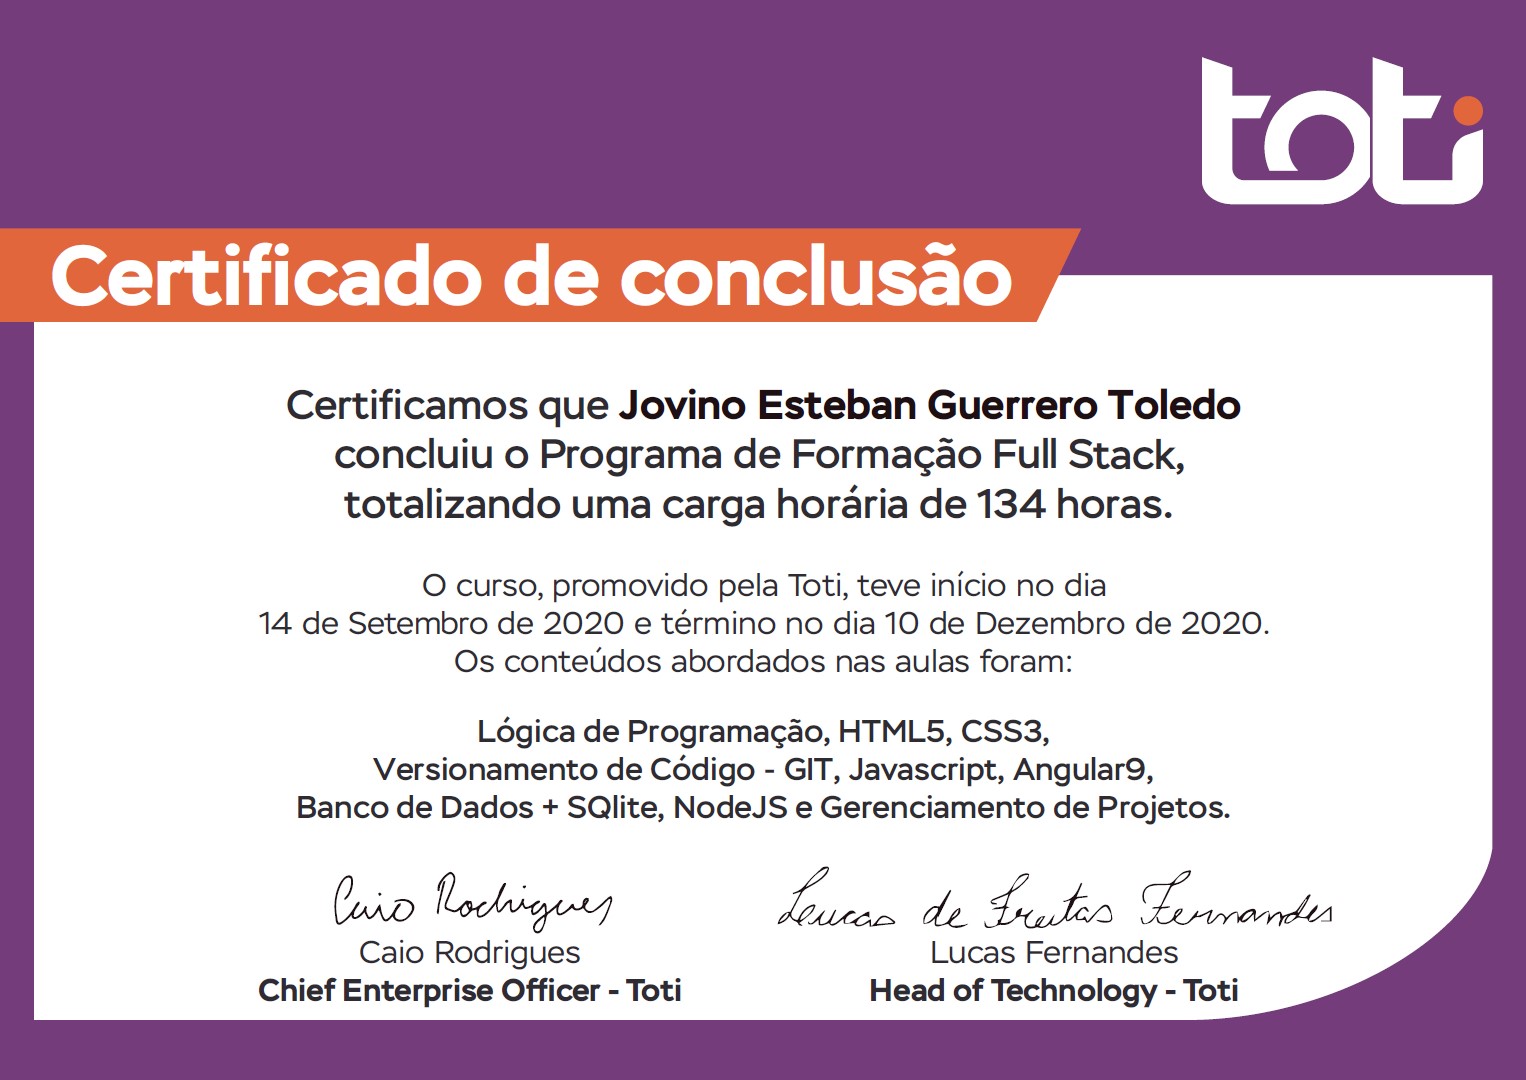 toti
Certificado de conclusão
Certificamos que Jovino Esteban Guerrero Toledo
concluiu o Programa de Formação Full Stack,
totalizando uma carga horária de 134 horas.
O curso, promovido pela Toti, teve início no dia
14 de Setembro de 2020 e término no dia 10 de Dezembro de 2020.
Os conteúdos abordados nas aulas foram:
Lógica de Programação, HTML5, CSS3,
Versionamento de Código - GIT, Javascript, Angular9,
Banco de Dados + SQlite, NodeJS e Gerenciamento de Projetos.
Caio Rodrigues
Caio Rodrigues
Chief Enterprise Officer - Toti
Lucas de Freitas Fernandes
Lucas Fernandes
Head of Technology - Toti